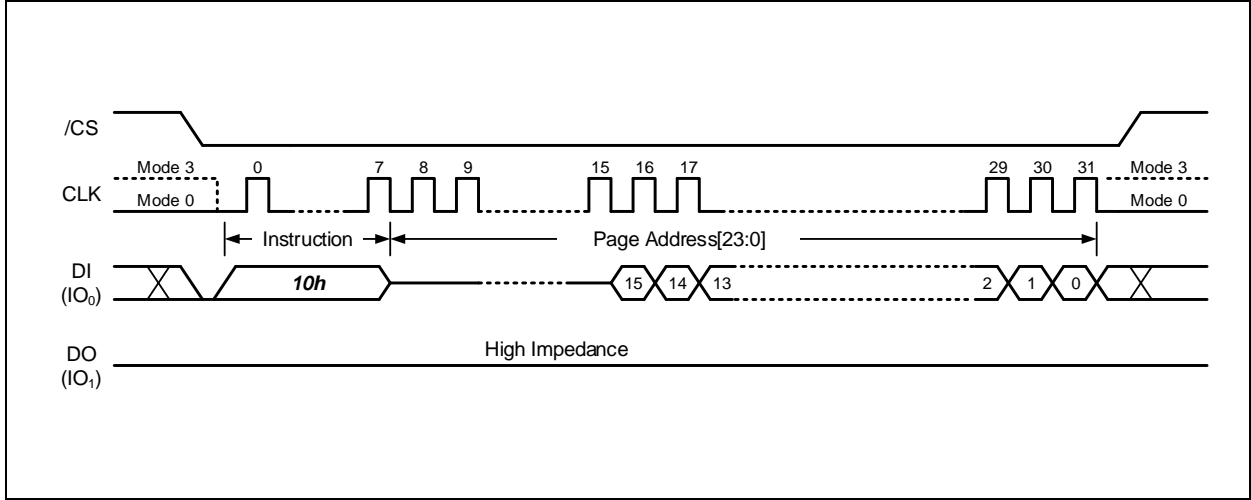 /CS
Mode 3 0 7 8 9 15 16 17 29 30 31 Mode 3
CLK
Mode 0 Mode 0
Instruction Page Address[23:0]
DI
(IO₀)
10h 15 14 13 2 1 0
High Impedance
DO
(IO₁)